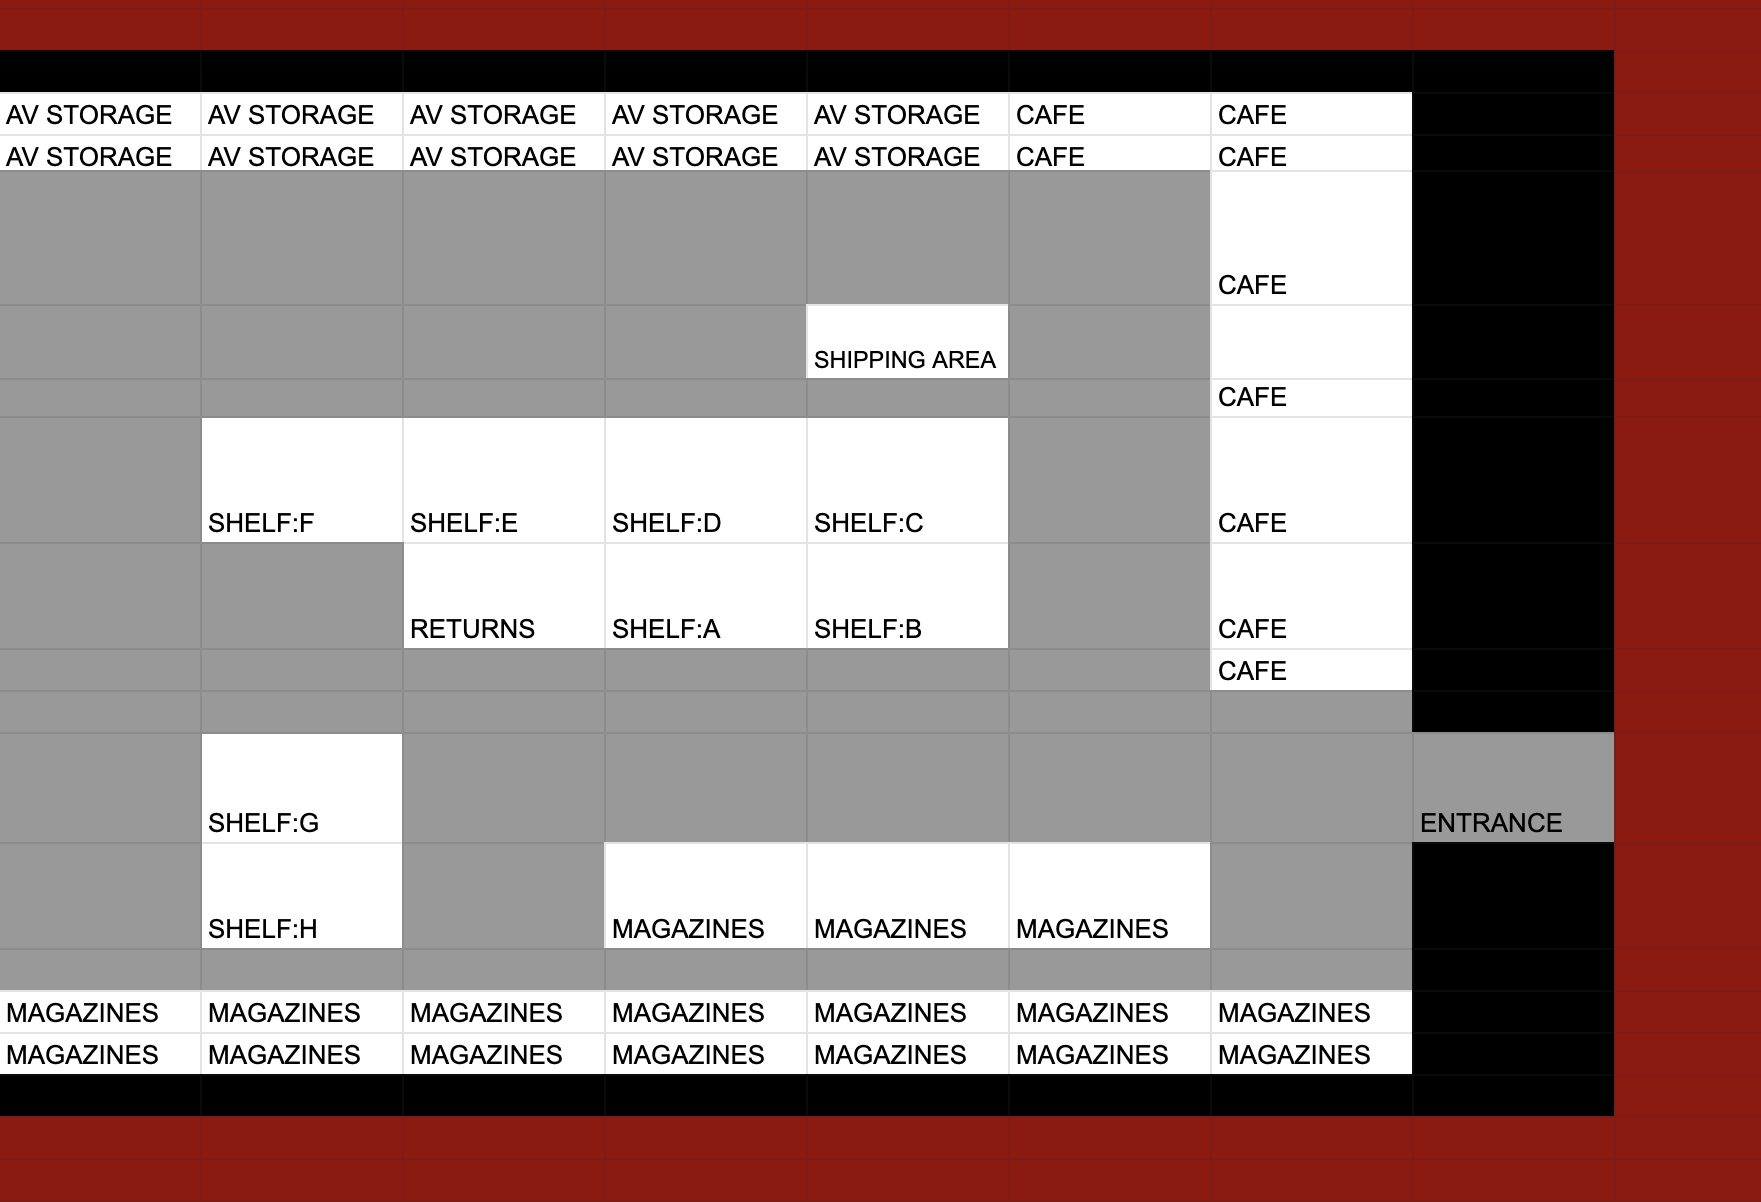 AV STORAGE AV STORAGE AV STORAGE AV STORAGE AV STORAGE CAFE CAFE
AV STORAGE AV STORAGE AV STORAGE AV STORAGE AV STORAGE CAFE CAFE
CAFE
SHIPPING AREA
CAFE
SHELF:F SHELF:E SHELF:D SHELF:C CAFE
RETURNS SHELF:A SHELF:B CAFE
CAFE
SHELF:G ENTRANCE
SHELF:H MAGAZINES MAGAZINES MAGAZINES
MAGAZINES MAGAZINES MAGAZINES MAGAZINES MAGAZINES MAGAZINES MAGAZINES
MAGAZINES MAGAZINES MAGAZINES MAGAZINES MAGAZINES MAGAZINES MAGAZINES